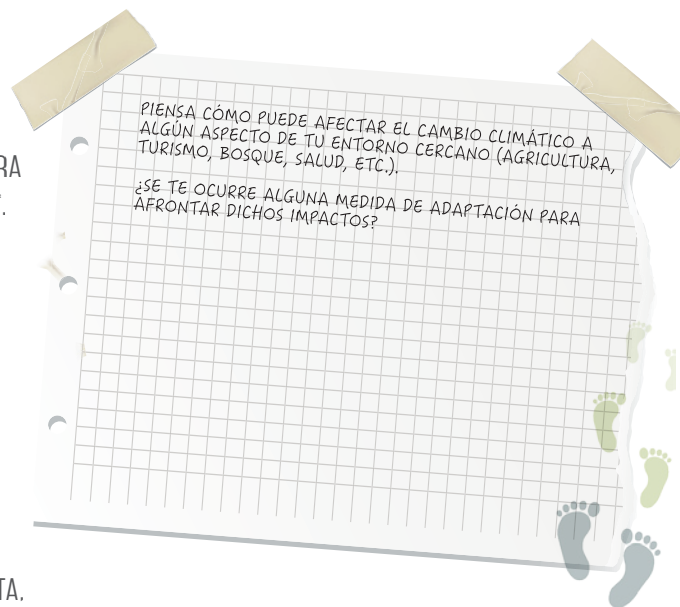 PIENSA CÓMO PUEDE AFECTAR EL CAMBIO CLIMÁTICO A
ALGÚN ASPECTO DE TU ENTORNO CERCANO (AGRICULTURA,
TURISMO, BOSQUE, SALUD, ETC.).
¿SE TE OCURRE ALGUNA MEDIDA DE ADAPTACIÓN PARA
AFRONTAR DICHOS IMPACTOS?